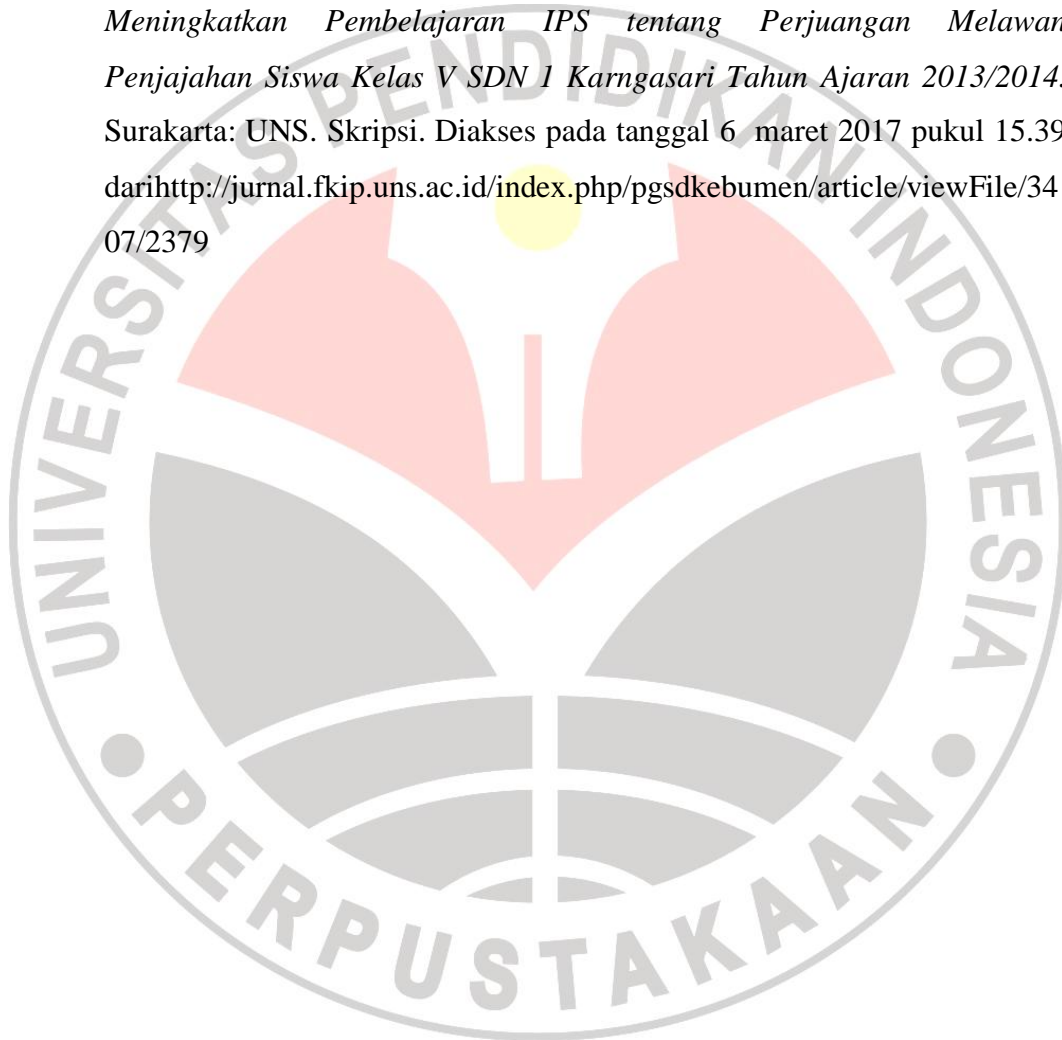 Meningkatkan Pembelajaran IPS tentang Perjuangan Melawan
Penjajahan Siswa Kelas V SDN 1 Karngasari Tahun Ajaran 2013/2014.
Surakarta: UNS. Skripsi. Diakses pada tanggal 6 maret 2017 pukul 15.39
darihttp://jurnal.fkip.uns.ac.id/index.php/pgsdkebumen/article/viewFile/34
07/2379
UNIVERSITAS PENDIDIKAN INDONESIA
PERPUSTAKAAN